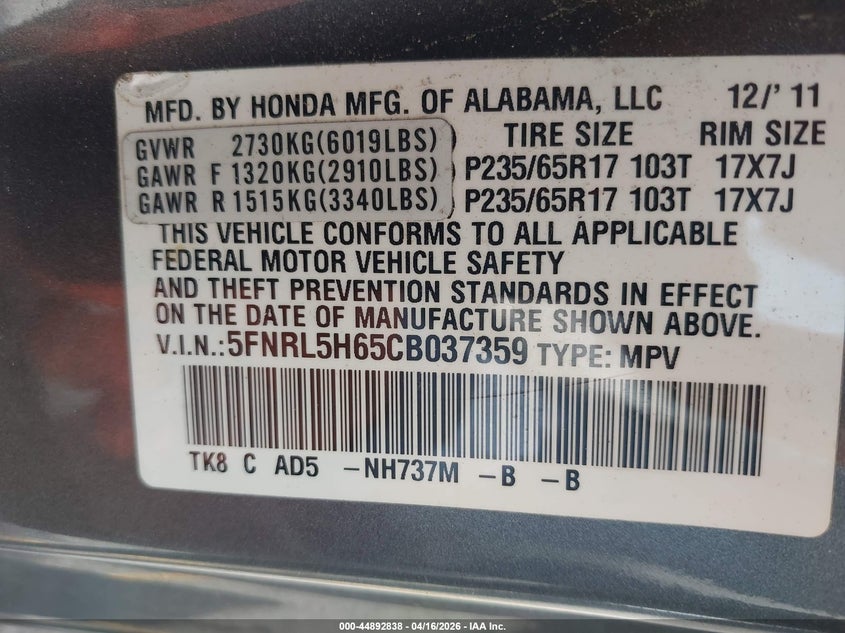 MFD. BY HONDA MFG. OF ALABAMA, LLC 12/' 11
GVWR 2730KG(6019LBS) TIRE SIZE RIM SIZE
GAWR F 1320KG(2910LBS) P235/65R17 103T 17X7J
GAWR R 1515KG(3340LBS) P235/65R17 103T 17X7J
THIS VEHICLE CONFORMS TO ALL APPLICABLE
FEDERAL MOTOR VEHICLE SAFETY
AND THEFT PREVENTION STANDARDS IN EFFECT
ON THE DATE OF MANUFACTURE SHOWN ABOVE.
V.I.N.: 5FNRL5H65CB037359 TYPE: MPV
TK8 C AD5 -NH737M -B -B
000-44892838 - 04/16/2026 - IAA Inc.